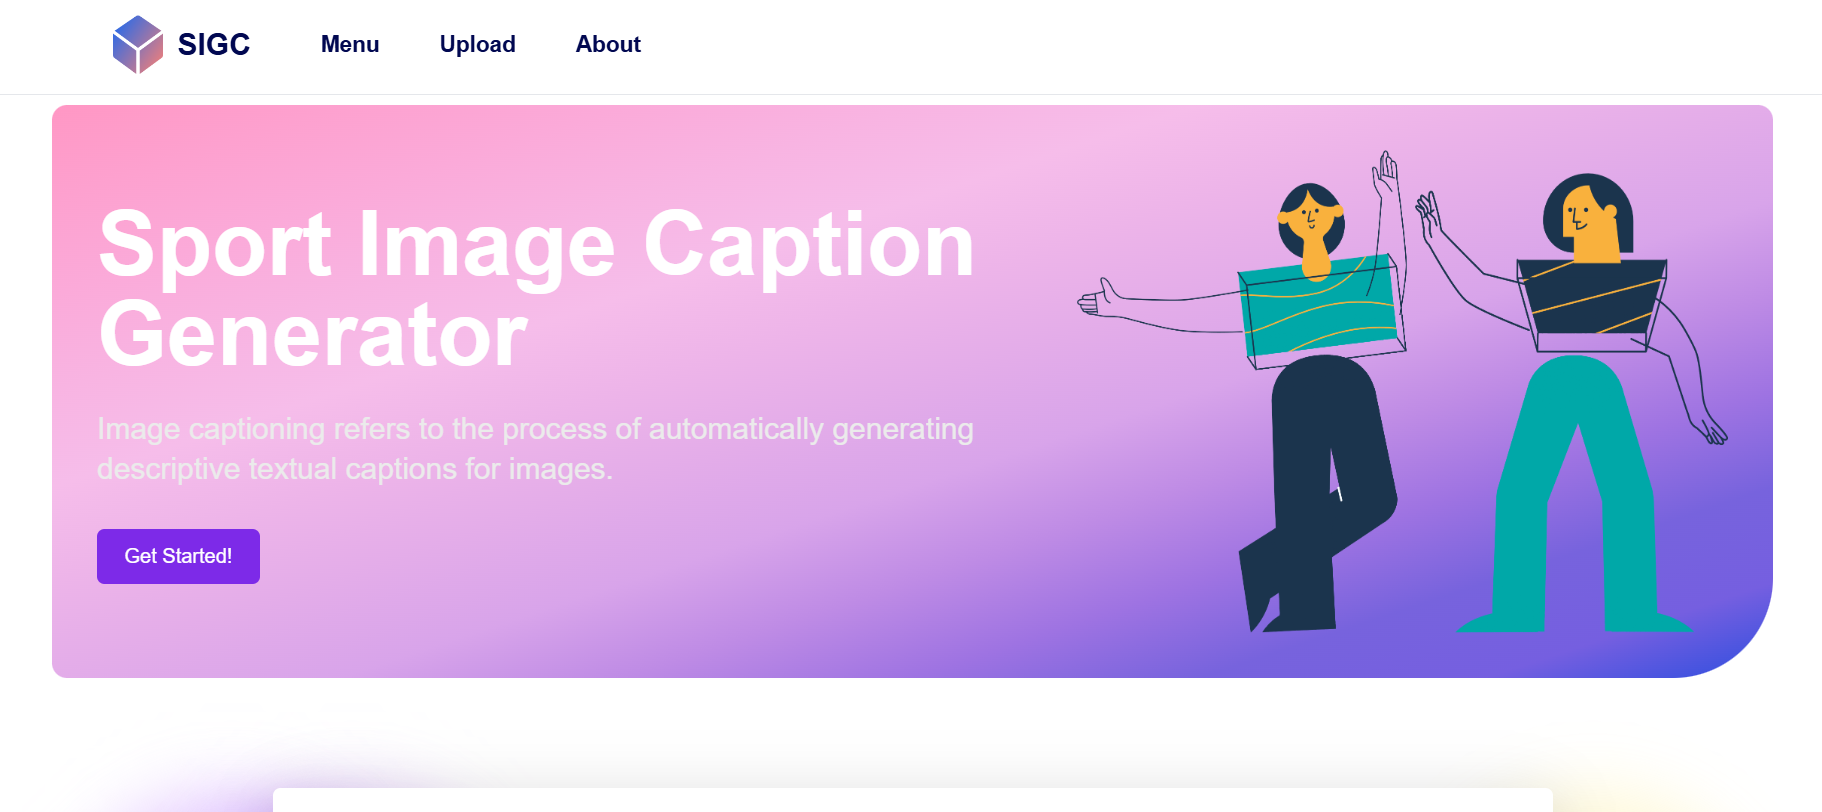 SIGC
Menu
Upload
About
Sport Image Caption
Generator
Image captioning refers to the process of automatically generating
descriptive textual captions for images.
Get Started!